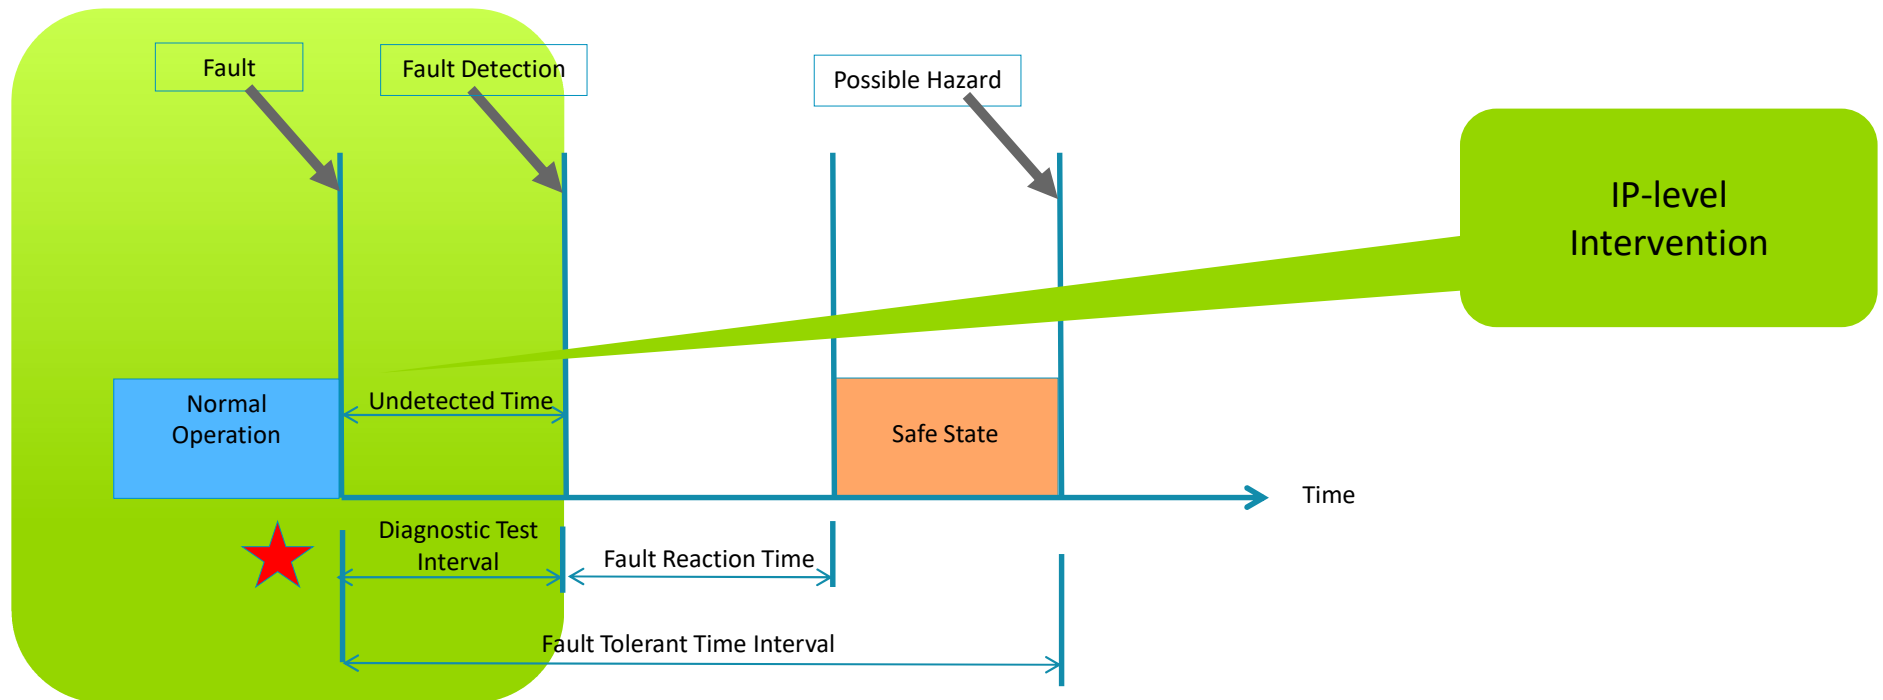 Fault
Fault Detection
Possible Hazard
IP-level
Intervention
Normal
Operation
Undetected Time
Safe State
Time
Diagnostic Test
Interval
Fault Reaction Time
Fault Tolerant Time Interval